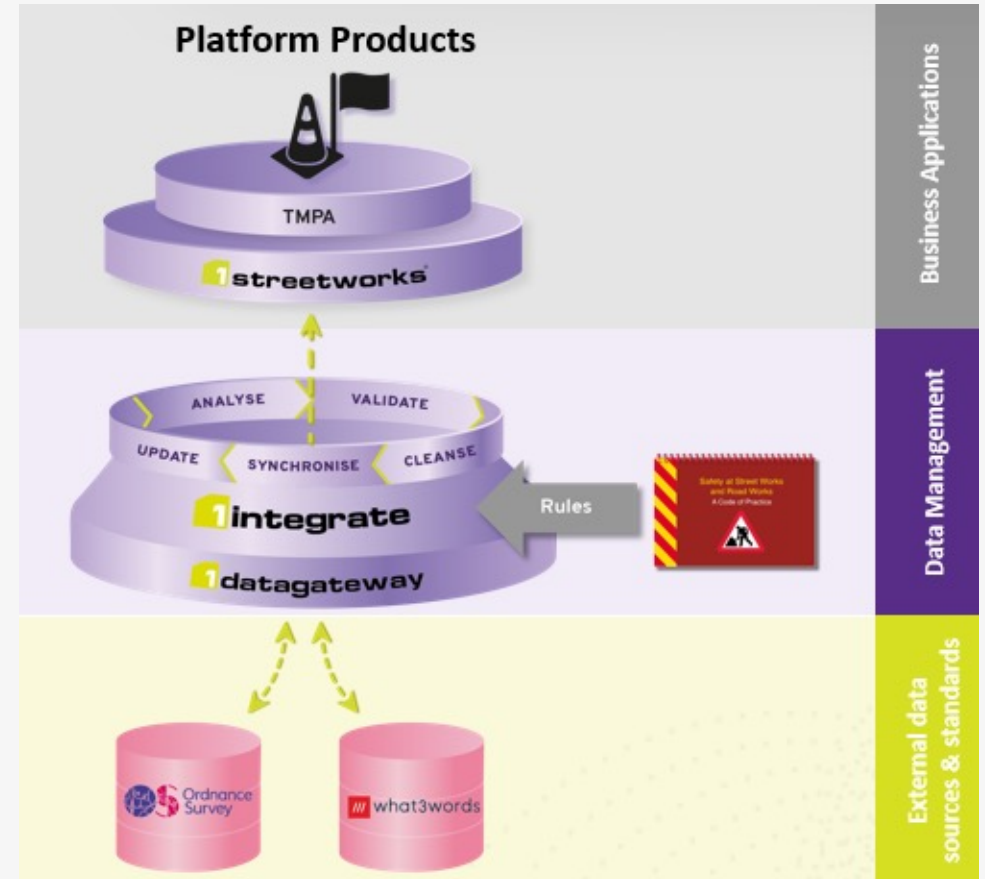 Platform Products
TMPA
1streetworks
Business Applications
ANALYSE
VALIDATE
UPDATE
SYNCHRONISE
CLEANSE
1integrate
1datagateway
Rules
Safety at Street Works
and Road Works
A Code of Practice
Data Management
Ordnance
Survey
what3words
External data
sources & standards